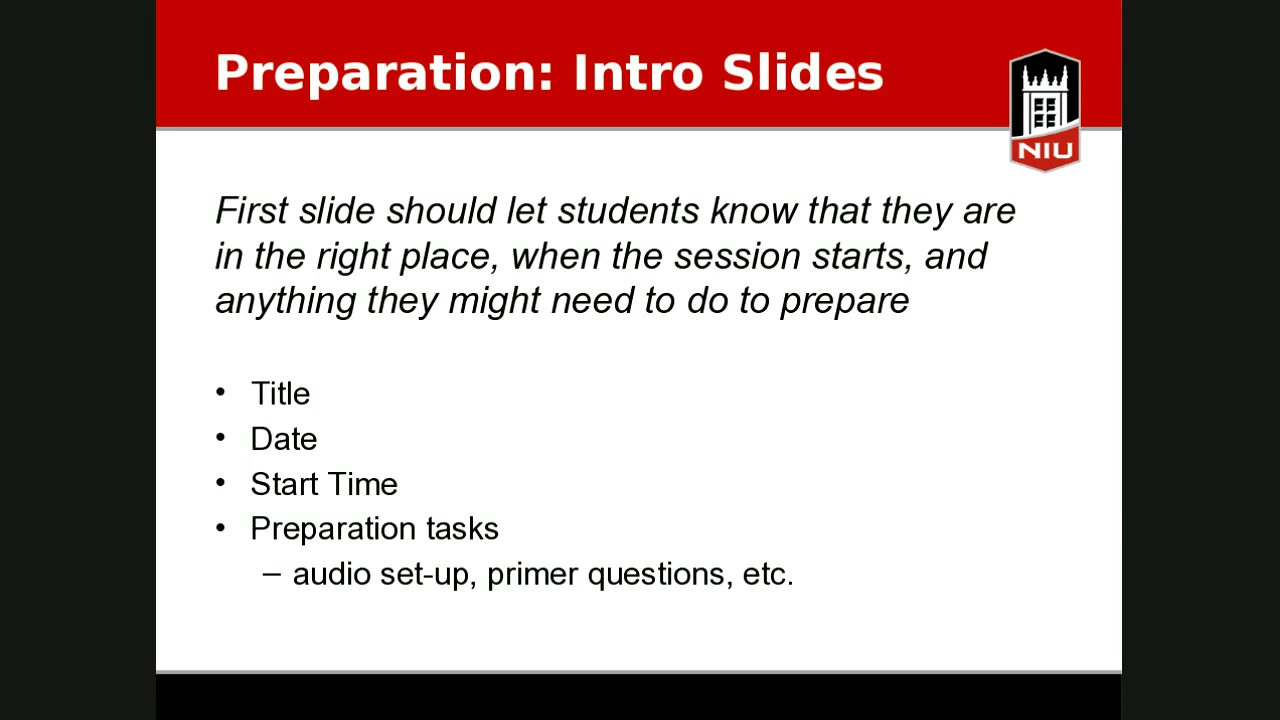 Preparation: Intro Slides
NIU
First slide should let students know that they are
in the right place, when the session starts, and
anything they might need to do to prepare
• Title
• Date
• Start Time
• Preparation tasks
– audio set-up, primer questions, etc.